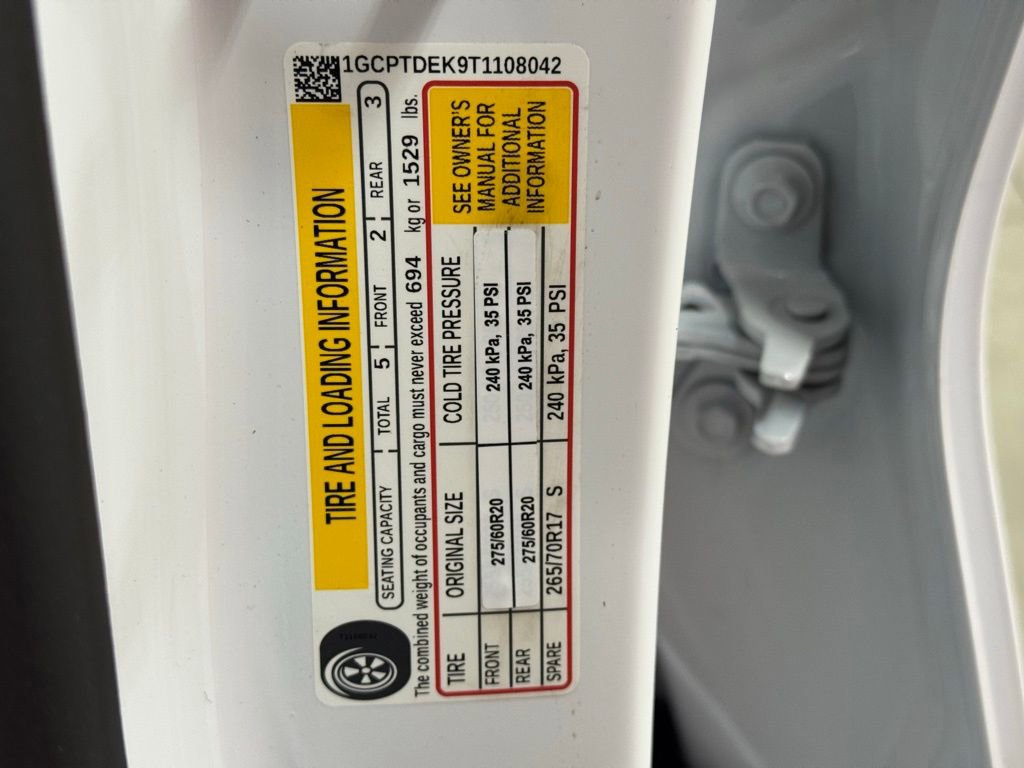 1GCPTDEK9T1108042
TIRE AND LOADING INFORMATION
SEATING CAPACITY TOTAL 5 FRONT 2 REAR 3
The combined weight of occupants and cargo must never exceed 694 kg or 1529 lbs.
TIRE ORIGINAL SIZE COLD TIRE PRESSURE
FRONT 275/60R20 240 kPa, 35 PSI
REAR 275/60R20 240 kPa, 35 PSI
SPARE 265/70R17 S 240 kPa, 35 PSI
SEE OWNER'S
MANUAL FOR
ADDITIONAL
INFORMATION
T1108042